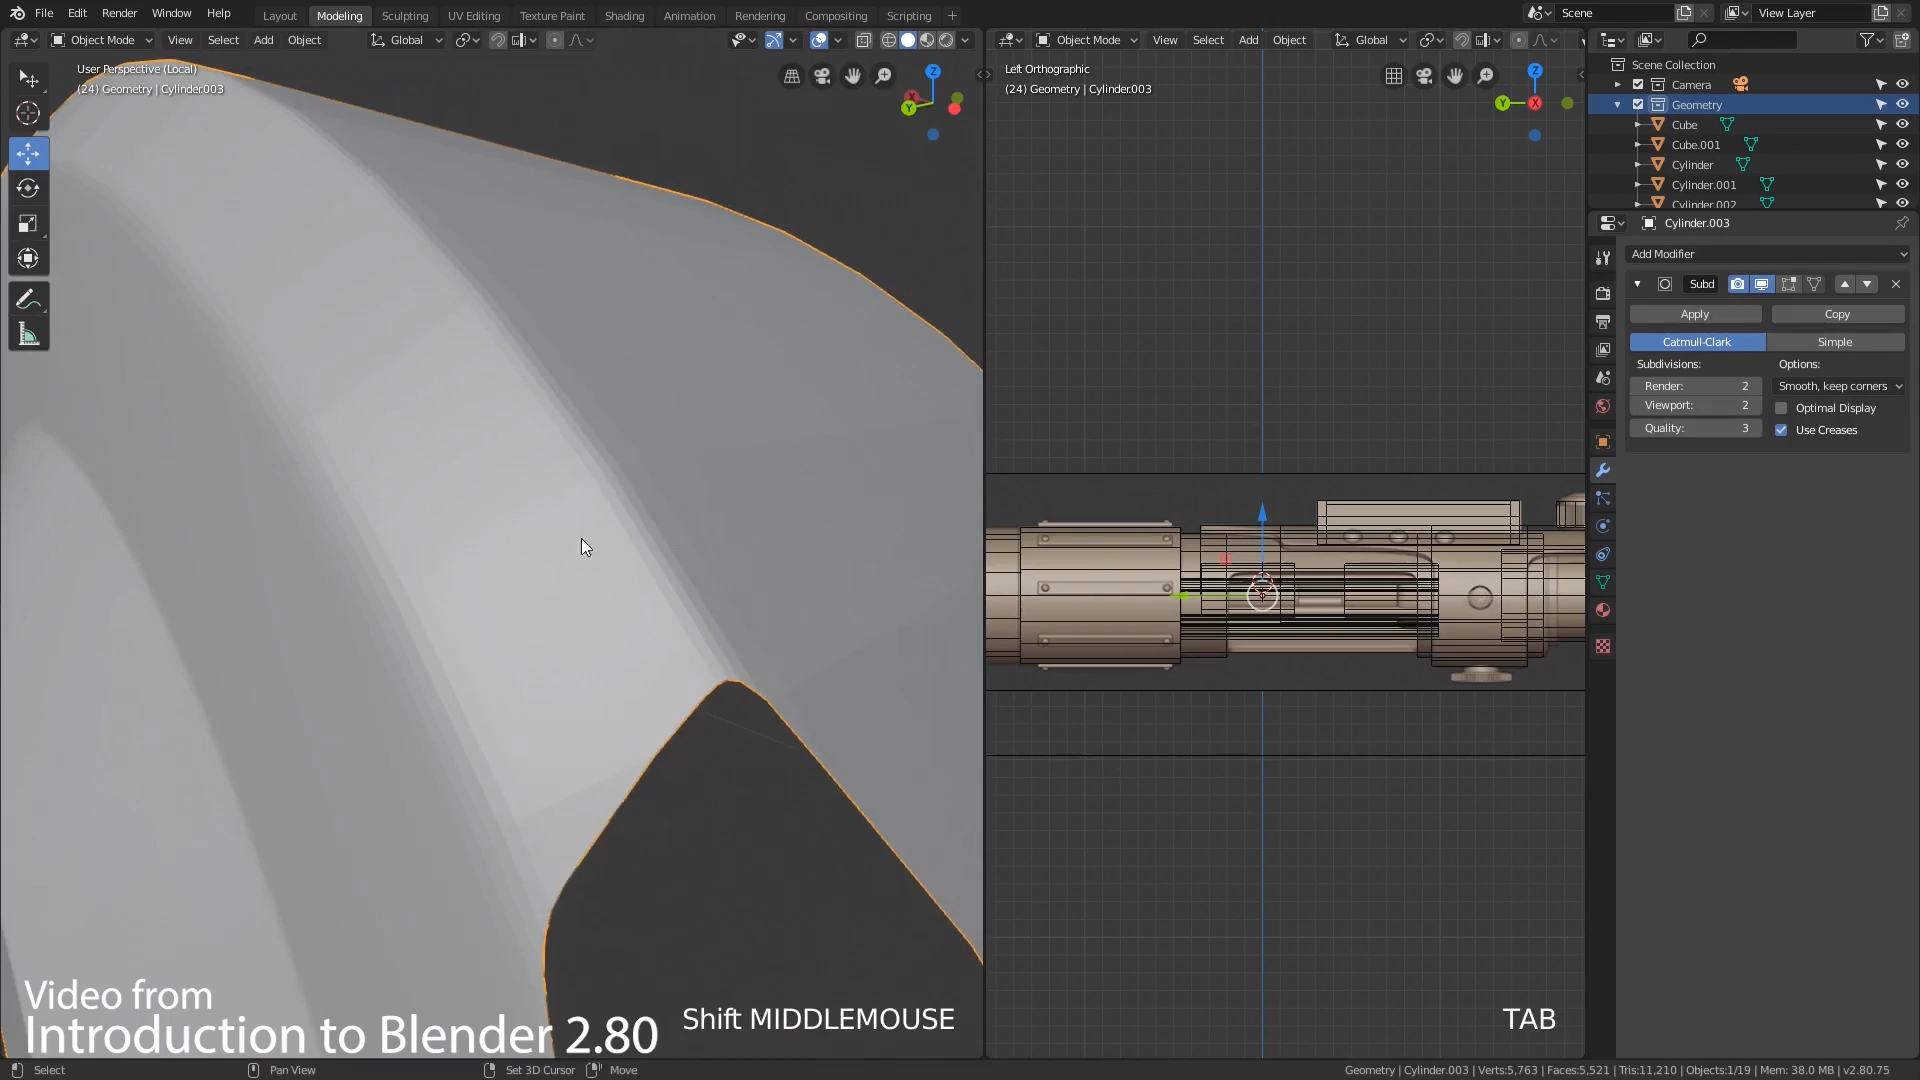 File Edit Render Window Help Layout Modeling Sculpting UV Editing Texture Paint Shading Animation Rendering Compositing Scripting + Scene View Layer
Object Mode View Select Add Object Global
Object Mode View Select Add Object Global
User Perspective (Local)
(24) Geometry | Cylinder.003
Z
Y
X
Left Orthographic
(24) Geometry | Cylinder.003
Z
Y
X
Scene Collection
Camera
Geometry
Cube
Cube.001
Cylinder
Cylinder.001
Cylinder.002
Cylinder.003
Add Modifier
Subd
Apply Copy
Catmull-Clark Simple
Subdivisions: Options:
Render: 2 Smooth, keep corners
Viewport: 2 Optimal Display
Quality: 3 Use Creases
Video from
Introduction to Blender 2.80
Shift MIDDLEMOUSE
TAB
Select Pan View Set 3D Cursor Move Geometry | Cylinder.003 | Verts:5,763 | Faces:5,521 | Tris:11,210 | Objects:1/19 | Mem: 38.0 MB | v2.80.75